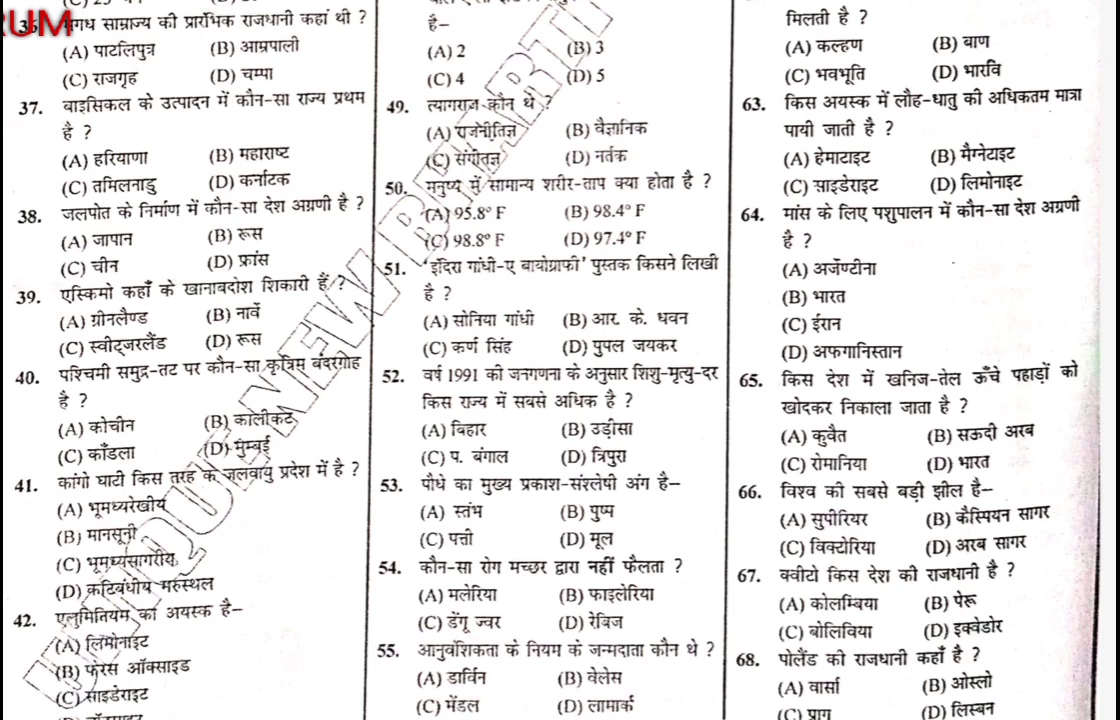 RUM
36. मगध साम्राज्य की प्रारंभिक राजधानी कहां थी ?
(A) पाटलिपुत्र (B) आम्रपाली
(C) राजगृह (D) चम्पा
37. बाइसिकल के उत्पादन में कौन-सा राज्य प्रथम
है ?
(A) हरियाणा (B) महाराष्ट
(C) तमिलनाडु (D) कर्नाटक
38. जलपोत के निर्माण में कौन-सा देश अग्रणी है ?
(A) जापान (B) रूस
(C) चीन (D) फ्रांस
39. एस्किमो कहाँ के खानाबदोश शिकारी हैं ?
(A) ग्रीनलैण्ड (B) नार्वे
(C) स्वीट्जरलैंड (D) रूस
40. पश्चिमी समुद्र-तट पर कौन-सा कृत्रिम बंदरगाह
है ?
(A) कोचीन (B) कालीकट
(C) काँडला (D) मुम्बई
41. कांगो घाटी किस तरह के जलवायु प्रदेश में है ?
(A) भूमध्यरेखीय
(B) मानसूनी
(C) भूमध्यसागरीय
(D) कटिबंधीय मरुस्थल
42. एलुमिनियम का अयस्क है–
(A) लिमोनाइट
(B) फेरस ऑक्साइड
(C) साइडेराइट
है–
(A) 2 (B) 3
(C) 4 (D) 5
49. त्यागराज कौन थे ?
(A) राजनीतिज्ञ (B) वैज्ञानिक
(C) संगीतज्ञ (D) नर्तक
50. मनुष्य में सामान्य शरीर-ताप क्या होता है ?
(A) 95.8° F (B) 98.4° F
(C) 98.8° F (D) 97.4° F
51. 'इंदिरा गांधी-ए बायोग्राफी' पुस्तक किसने लिखी
है ?
(A) सोनिया गांधी (B) आर. के. धवन
(C) कर्ण सिंह (D) पुपल जयकर
52. वर्ष 1991 की जनगणना के अनुसार शिशु-मृत्यु-दर
किस राज्य में सबसे अधिक है ?
(A) बिहार (B) उड़ीसा
(C) प. बंगाल (D) त्रिपुरा
53. पौधे का मुख्य प्रकाश-संश्लेषी अंग है–
(A) स्तंभ (B) पुष्प
(C) पत्ती (D) मूल
54. कौन-सा रोग मच्छर द्वारा नहीं फैलता ?
(A) मलेरिया (B) फाइलेरिया
(C) डेंगू ज्वर (D) रेबिज
55. आनुवंशिकता के नियम के जन्मदाता कौन थे ?
(A) डार्विन (B) वेलेस
(C) मेंडल (D) लामार्क
मिलती है ?
(A) कल्हण (B) बाण
(C) भवभूति (D) भारवि
63. किस अयस्क में लौह-धातु की अधिकतम मात्रा
पायी जाती है ?
(A) हेमाटाइट (B) मैग्नेटाइट
(C) साइडेराइट (D) लिमोनाइट
64. मांस के लिए पशुपालन में कौन-सा देश अग्रणी
है ?
(A) अर्जेण्टीना
(B) भारत
(C) ईरान
(D) अफगानिस्तान
65. किस देश में खनिज-तेल ऊँचे पहाड़ों को
खोदकर निकाला जाता है ?
(A) कुवैत (B) सऊदी अरब
(C) रोमानिया (D) भारत
66. विश्व की सबसे बड़ी झील है–
(A) सुपीरियर (B) कैस्पियन सागर
(C) विक्टोरिया (D) अरब सागर
67. क्वीटो किस देश की राजधानी है ?
(A) कोलम्बिया (B) पेरू
(C) बोलिविया (D) इक्वेडोर
68. पोलैंड की राजधानी कहाँ है ?
(A) वार्सा (B) ओस्लो
(C) प्राग (D) लिस्बन
UNIQUE NEW BHARTI